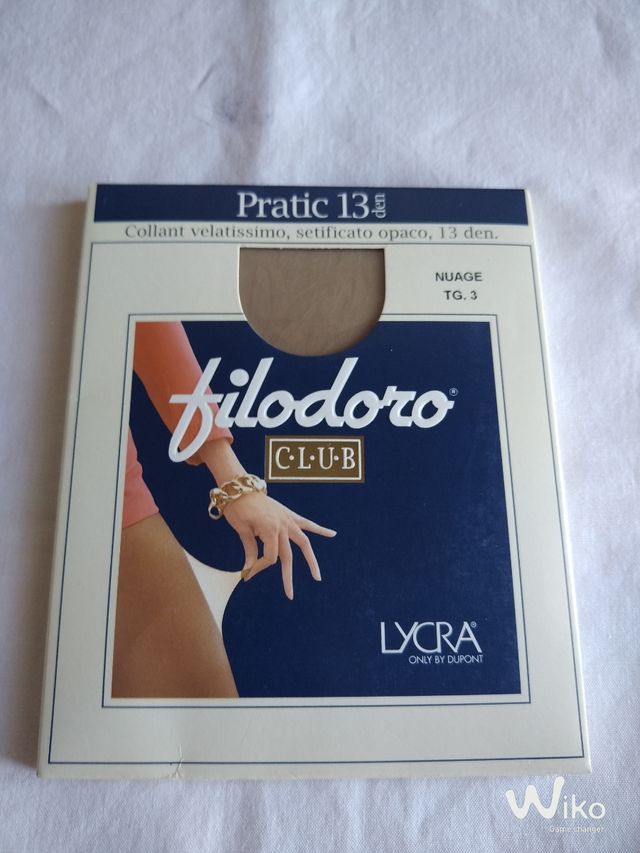 Pratic 13 den
Collant velatissimo, setificato opaco, 13 den.
NUAGE
TG. 3
filodoro®
C·L·U·B
LYCRA®
ONLY BY DUPONT
Wiko
Game changer